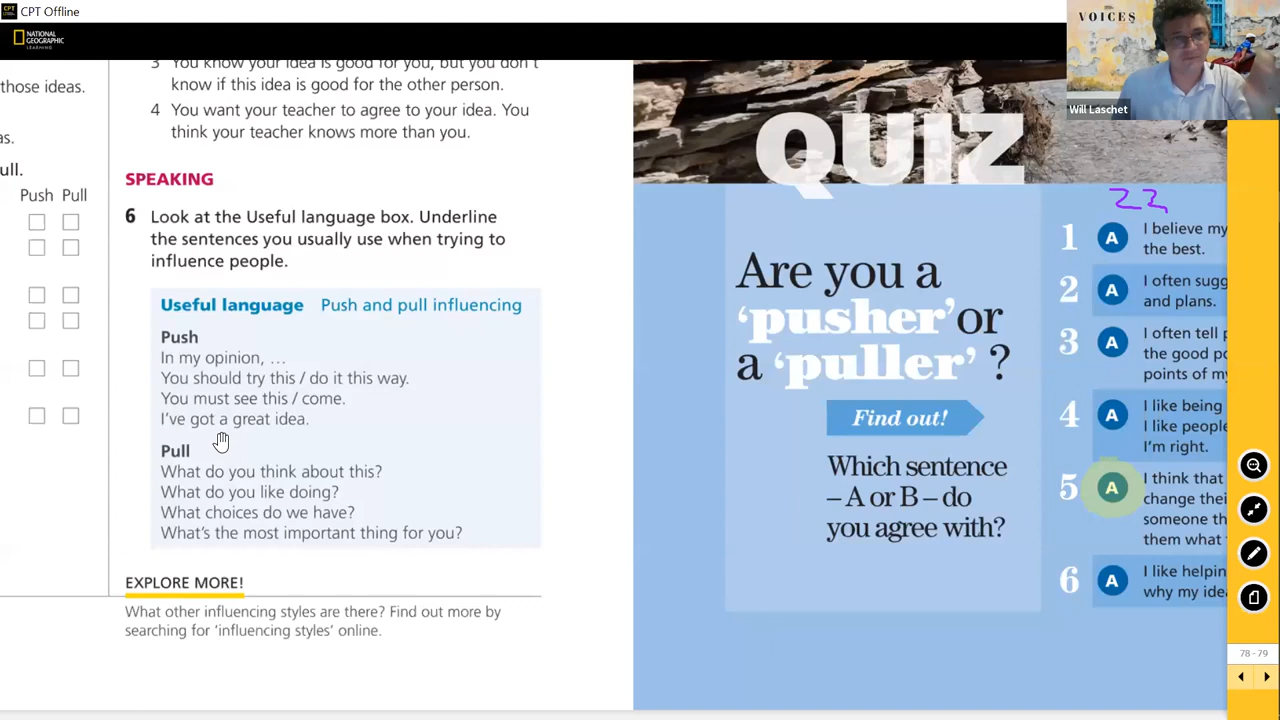 CPT Offline
NATIONAL
GEOGRAPHIC
LEARNING
VOICES
Will Laschet
those ideas.
as.
ull.
Push Pull
3 You know your idea is good for you, but you don't
know if this idea is good for the other person.
4 You want your teacher to agree to your idea. You
think your teacher knows more than you.
SPEAKING
6 Look at the Useful language box. Underline
the sentences you usually use when trying to
influence people.
Useful language Push and pull influencing
Push
In my opinion, …
You should try this / do it this way.
You must see this / come.
I've got a great idea.
Pull
What do you think about this?
What do you like doing?
What choices do we have?
What's the most important thing for you?
EXPLORE MORE!
What other influencing styles are there? Find out more by
searching for 'influencing styles' online.
QUIZ
Are you a
'pusher' or
a 'puller' ?
Find out!
Which sentence
– A or B – do
you agree with?
22
1 A I believe my
the best.
2 A I often sugg
and plans.
3 A I often tell p
the good po
points of my
4 A I like being
I like people
I'm right.
5 A I think that
change thei
someone th
them what
6 A I like helpin
why my idea
78 - 79